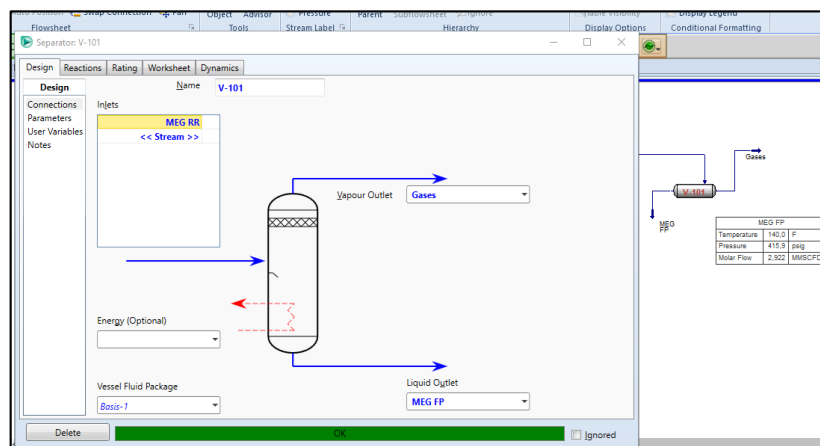 Swap Connection
Pan
Object Advisor
Pressure
Parent Subflowsheet Ignore
Enable Visibility
Display Legend
Flowsheet
Tools
Stream Label
Hierarchy
Display Options
Conditional Formatting
Separator: V-101
Design Reactions Rating Worksheet Dynamics
Design
Connections
Parameters
User Variables
Notes
Name V-101
Inlets
MEG RR
<< Stream >>
Vapour Outlet Gases
Energy (Optional)
Vessel Fluid Package
Basis-1
Liquid Outlet
MEG FP
Delete
OK
Ignored
Gases
V-101
MEG
FP
MEG FP
Temperature 140,0 F
Pressure 415,9 psig
Molar Flow 2,922 MMSCFD